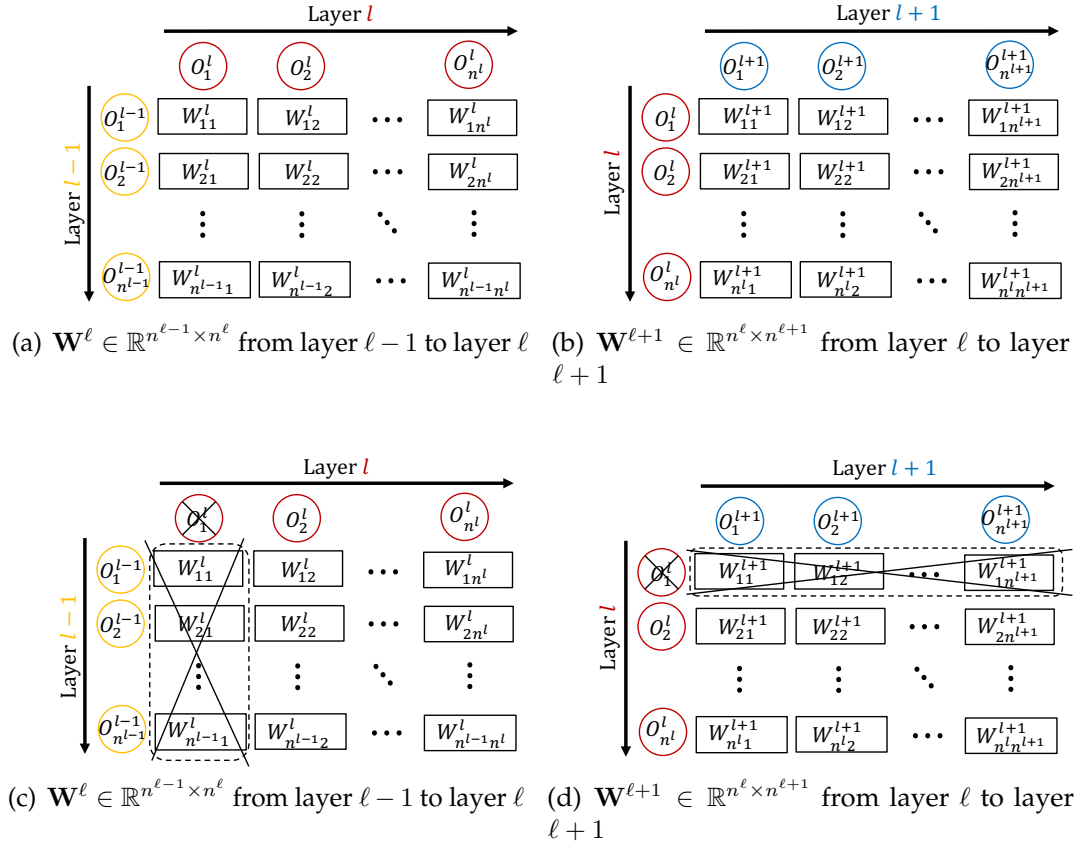 Layer l
O_1^l O_2^l O_{n^l}^l
Layer l − 1
O_1^{l-1} W_{11}^l W_{12}^l ⋯ W_{1n^l}^l
O_2^{l-1} W_{21}^l W_{22}^l ⋯ W_{2n^l}^l
⋮ ⋮ ⋱ ⋮
O_{n^{l-1}}^{l-1} W_{n^{l-1}1}^l W_{n^{l-1}2}^l ⋯ W_{n^{l-1}n^l}^l
(a) W^ℓ ∈ ℝ^{n^{ℓ−1}×n^ℓ} from layer ℓ − 1 to layer ℓ
Layer l + 1
O_1^{l+1} O_2^{l+1} O_{n^{l+1}}^{l+1}
Layer l
O_1^l W_{11}^{l+1} W_{12}^{l+1} ⋯ W_{1n^{l+1}}^{l+1}
O_2^l W_{21}^{l+1} W_{22}^{l+1} ⋯ W_{2n^{l+1}}^{l+1}
⋮ ⋮ ⋱ ⋮
O_{n^l}^l W_{n^l1}^{l+1} W_{n^l2}^{l+1} ⋯ W_{n^ln^{l+1}}^{l+1}
(b) W^{ℓ+1} ∈ ℝ^{n^ℓ×n^{ℓ+1}} from layer ℓ to layer
ℓ + 1
Layer l
O_1^l O_2^l O_{n^l}^l
Layer l − 1
O_1^{l-1} W_{11}^l W_{12}^l ⋯ W_{1n^l}^l
O_2^{l-1} W_{21}^l W_{22}^l ⋯ W_{2n^l}^l
⋮ ⋮ ⋱ ⋮
O_{n^{l-1}}^{l-1} W_{n^{l-1}1}^l W_{n^{l-1}2}^l ⋯ W_{n^{l-1}n^l}^l
(c) W^ℓ ∈ ℝ^{n^{ℓ−1}×n^ℓ} from layer ℓ − 1 to layer ℓ
Layer l + 1
O_1^{l+1} O_2^{l+1} O_{n^{l+1}}^{l+1}
Layer l
O_1^l W_{11}^{l+1} W_{12}^{l+1} ⋯ W_{1n^{l+1}}^{l+1}
O_2^l W_{21}^{l+1} W_{22}^{l+1} ⋯ W_{2n^{l+1}}^{l+1}
⋮ ⋮ ⋱ ⋮
O_{n^l}^l W_{n^l1}^{l+1} W_{n^l2}^{l+1} ⋯ W_{n^ln^{l+1}}^{l+1}
(d) W^{ℓ+1} ∈ ℝ^{n^ℓ×n^{ℓ+1}} from layer ℓ to layer
ℓ + 1